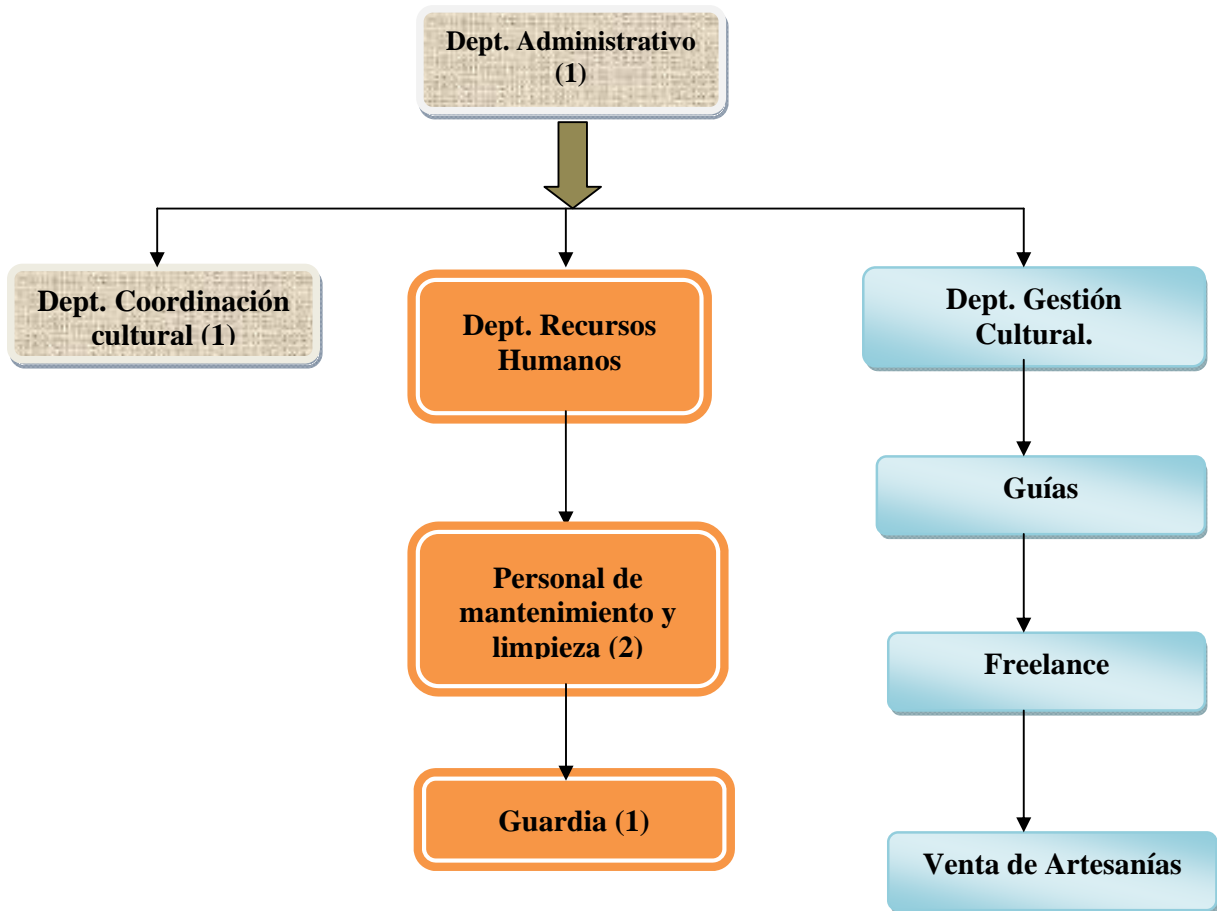 Dept. Administrativo
(1)
Dept. Coordinación
cultural (1)
Dept. Recursos
Humanos
Dept. Gestión
Cultural.
Personal de
mantenimiento y
limpieza (2)
Guardia (1)
Guías
Freelance
Venta de Artesanías